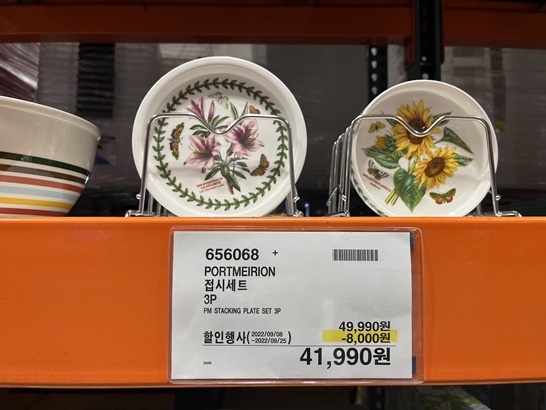 656068 +
PORTMEIRION
접시세트
3P
PM STACKING PLATE SET 3P
49,990원
-8,000원
할인행사(2022/09/08 ~2022/09/25)
41,990원